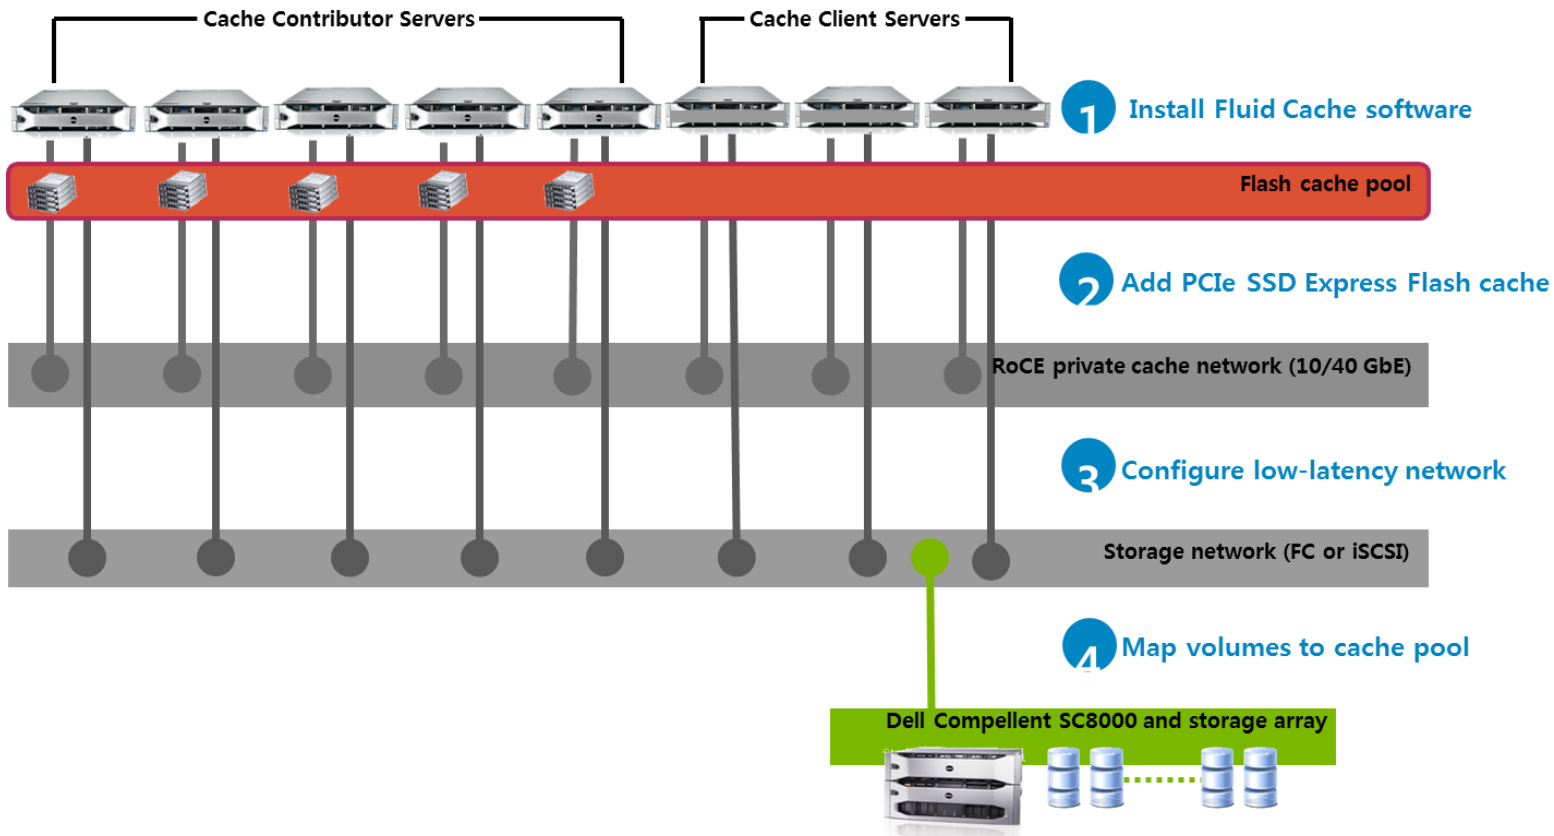 Cache Contributor Servers
Cache Client Servers
1 Install Fluid Cache software
Flash cache pool
2 Add PCIe SSD Express Flash cache
RoCE private cache network (10/40 GbE)
3 Configure low-latency network
Storage network (FC or iSCSI)
4 Map volumes to cache pool
Dell Compellent SC8000 and storage array